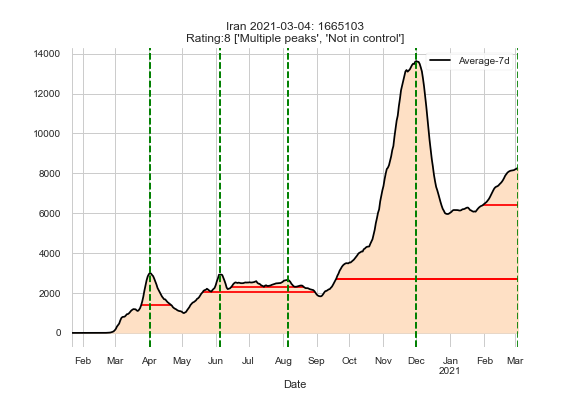 Iran 2021-03-04: 1665103
Rating:8 ['Multiple peaks', 'Not in control']
Average-7d
14000
12000
10000
8000
6000
4000
2000
0
Feb Mar Apr May Jun Jul Aug Sep Oct Nov Dec Jan Feb Mar
2021
Date